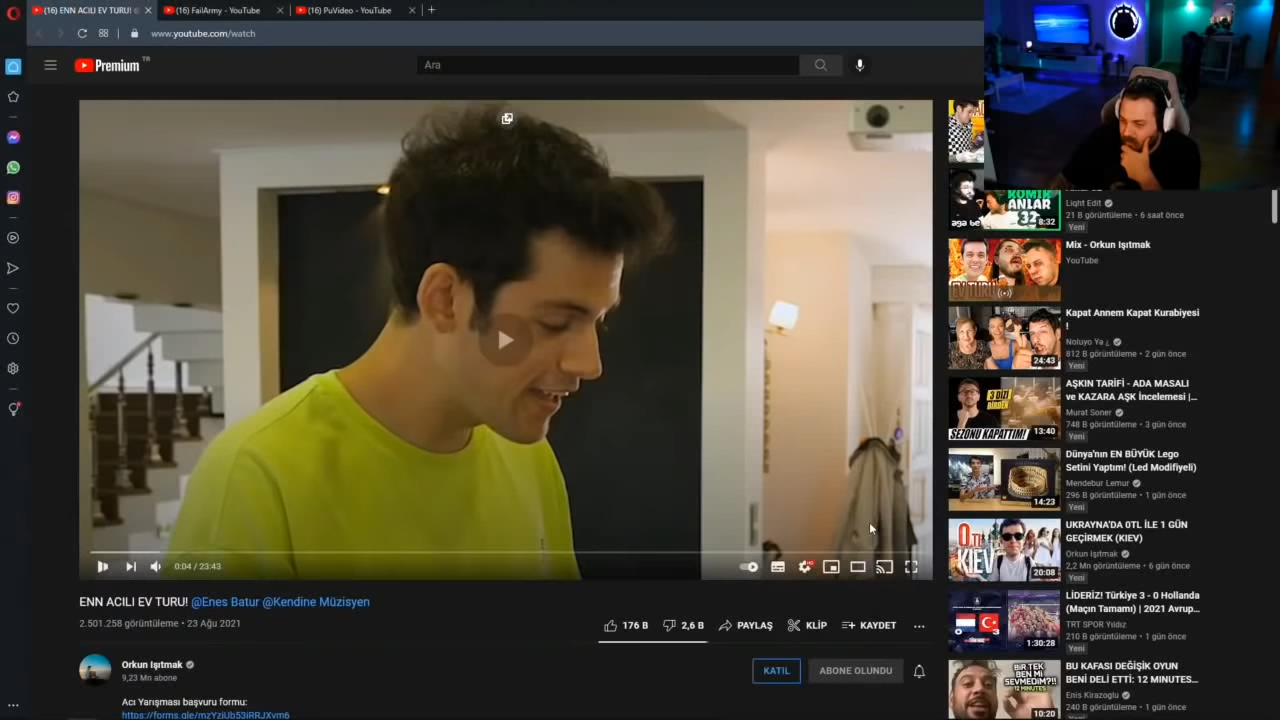 (16) ENN ACILI EV TURU!
(16) FailArmy - YouTube
(16) PuVideo - YouTube
www.youtube.com/watch
Premium TR
Ara
KOMİK
ANLAR
32
8:32
Light Edit
21 B görüntüleme • 6 saat önce
Yeni
Mix - Orkun Işıtmak
YouTube
EV TURU
Kapat Annem Kapat Kurabiyesi
!
Noluyo Ya ¿
812 B görüntüleme • 2 gün önce
Yeni
24:43
AŞKIN TARİFİ - ADA MASALI
ve KAZARA AŞK İncelemesi |...
Murat Soner
748 B görüntüleme • 3 gün önce
Yeni
3 DİZİ
BİRDEN
SEZONU KAPATTIM!
13:40
Dünya'nın EN BÜYÜK Lego
Setini Yaptım! (Led Modifiyeli)
Mendebur Lemur
296 B görüntüleme • 1 gün önce
Yeni
14:23
UKRAYNA'DA 0TL İLE 1 GÜN
GEÇİRMEK (KIEV)
Orkun Işıtmak
2,2 Mn görüntüleme • 6 gün önce
Yeni
0TL
KIEV
20:08
LİDERİZ! Türkiye 3 - 0 Hollanda
(Maçın Tamamı) | 2021 Avrup...
TRT SPOR Yıldız
210 B görüntüleme • 1 gün önce
Yeni
1:30:28
BU KAFASI DEĞİŞİK OYUN
BENİ DELİ ETTİ: 12 MINUTES...
Enis Kirazoglu
240 B görüntüleme • 1 gün önce
Yeni
BİR TEK
BEN Mİ
SEVMEDİM?!!
12 MINUTES
10:20
0:04 / 23:43
ENN ACILI EV TURU! @Enes Batur @Kendine Müzisyen
2.501.258 görüntüleme • 23 Ağu 2021
176 B
2,6 B
PAYLAŞ
KLİP
KAYDET
Orkun Işıtmak
9,23 Mn abone
KATIL
ABONE OLUNDU
Acı Yarışması başvuru formu:
https://forms.gle/mzYzjUb53iRRJXvm6